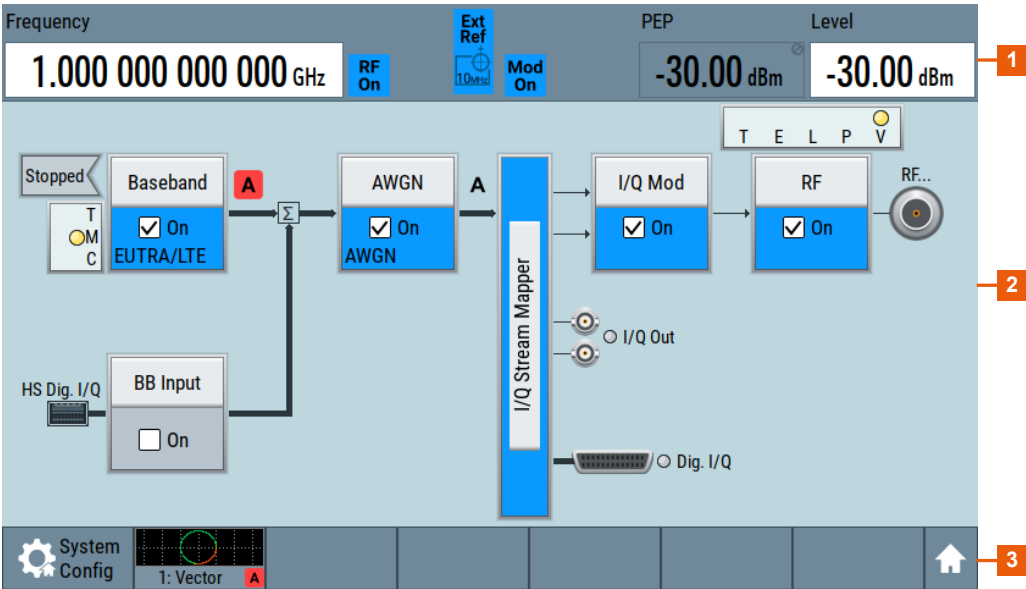 Frequency
Ext
Ref
PEP
Level
1.000 000 000 000 GHz
RF
On
10MHz
Mod
On
-30.00 dBm
-30.00 dBm
1
T E L P V
Stopped
Baseband
A
AWGN
A
I/Q Mod
RF
RF...
T
M
C
On
EUTRA/LTE
Σ
On
AWGN
On
On
I/Q Stream Mapper
2
I/Q Out
HS Dig. I/Q
BB Input
On
Dig. I/Q
System
Config
1: Vector
A
3